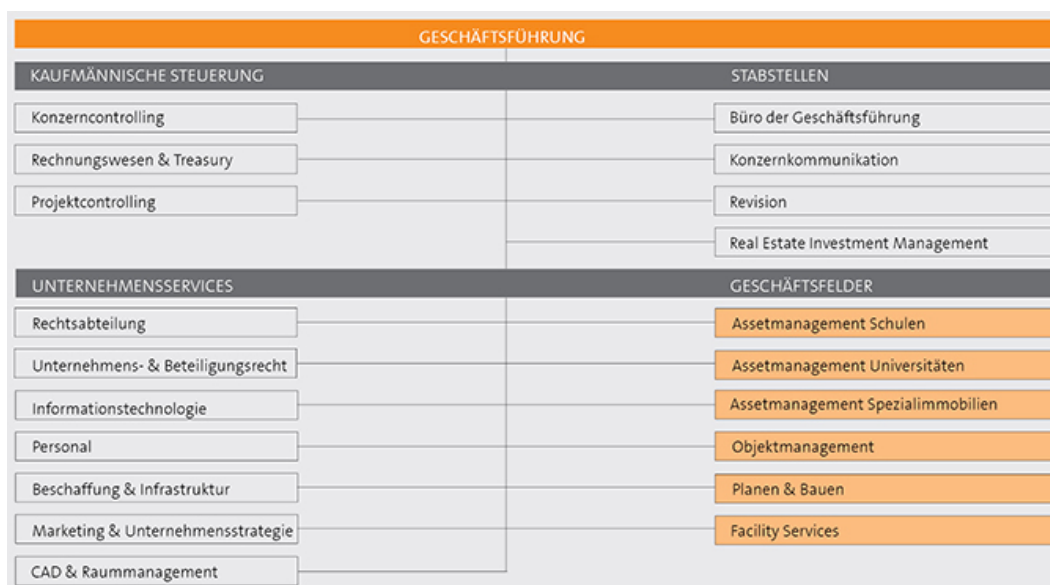 GESCHÄFTSFÜHRUNG
KAUFMÄNNISCHE STEUERUNG
Konzerncontrolling
Rechnungswesen & Treasury
Projektcontrolling
STABSTELLEN
Büro der Geschäftsführung
Konzernkommunikation
Revision
Real Estate Investment Management
UNTERNEHMENSSERVICES
Rechtsabteilung
Unternehmens- & Beteiligungsrecht
Informationstechnologie
Personal
Beschaffung & Infrastruktur
Marketing & Unternehmensstrategie
CAD & Raummanagement
GESCHÄFTSFELDER
Assetmanagement Schulen
Assetmanagement Universitäten
Assetmanagement Spezialimmobilien
Objektmanagement
Planen & Bauen
Facility Services